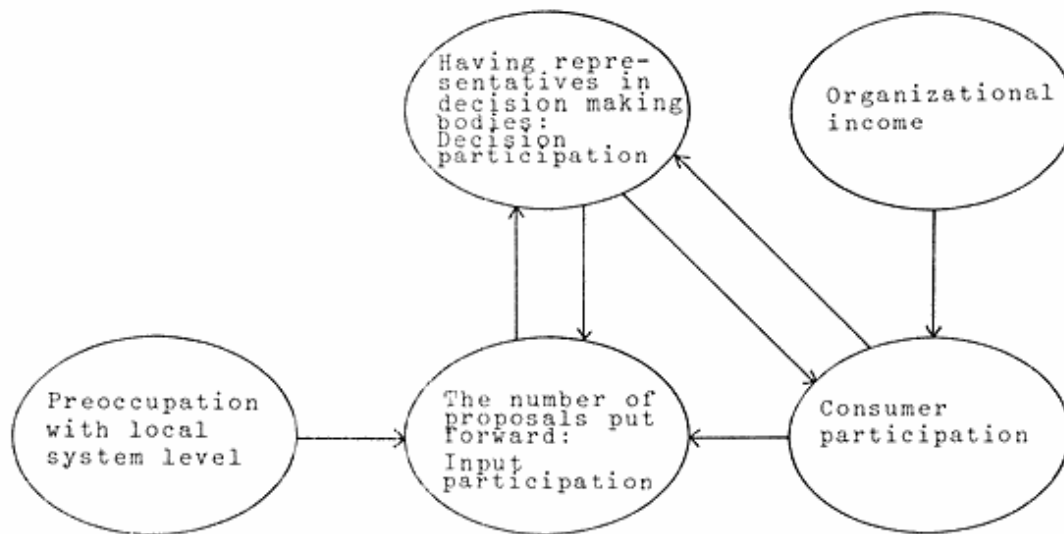 Having repre-
sentatives in
decision making
bodies:
Decision
participation
Organizational
income
Preoccupation
with local
system level
The number of
proposals put
forward:
Input
participation
Consumer
participation